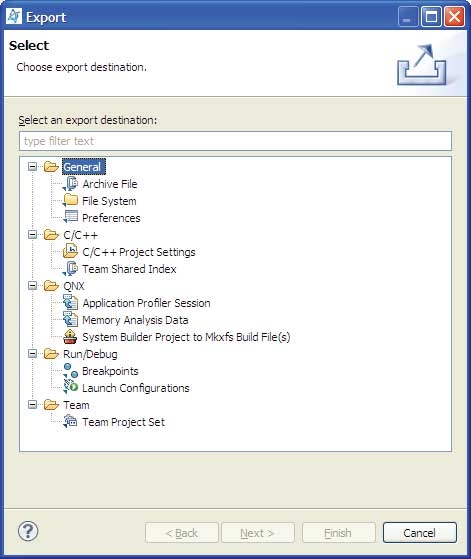 Export
Select
Choose export destination.
Select an export destination:
type filter text
General
Archive File
File System
Preferences
C/C++
C/C++ Project Settings
Team Shared Index
QNX
Application Profiler Session
Memory Analysis Data
System Builder Project to Mkxfs Build File(s)
Run/Debug
Breakpoints
Launch Configurations
Team
Team Project Set
? < Back Next > Finish Cancel